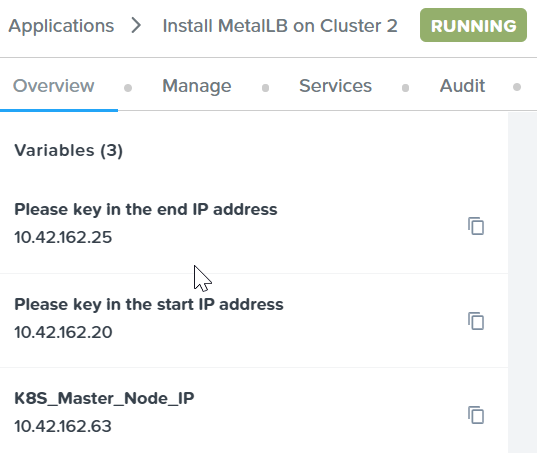 Applications > Install MetalLB on Cluster 2 RUNNING
Overview Manage Services Audit
Variables (3)
Please key in the end IP address
10.42.162.25
Please key in the start IP address
10.42.162.20
K8S_Master_Node_IP
10.42.162.63